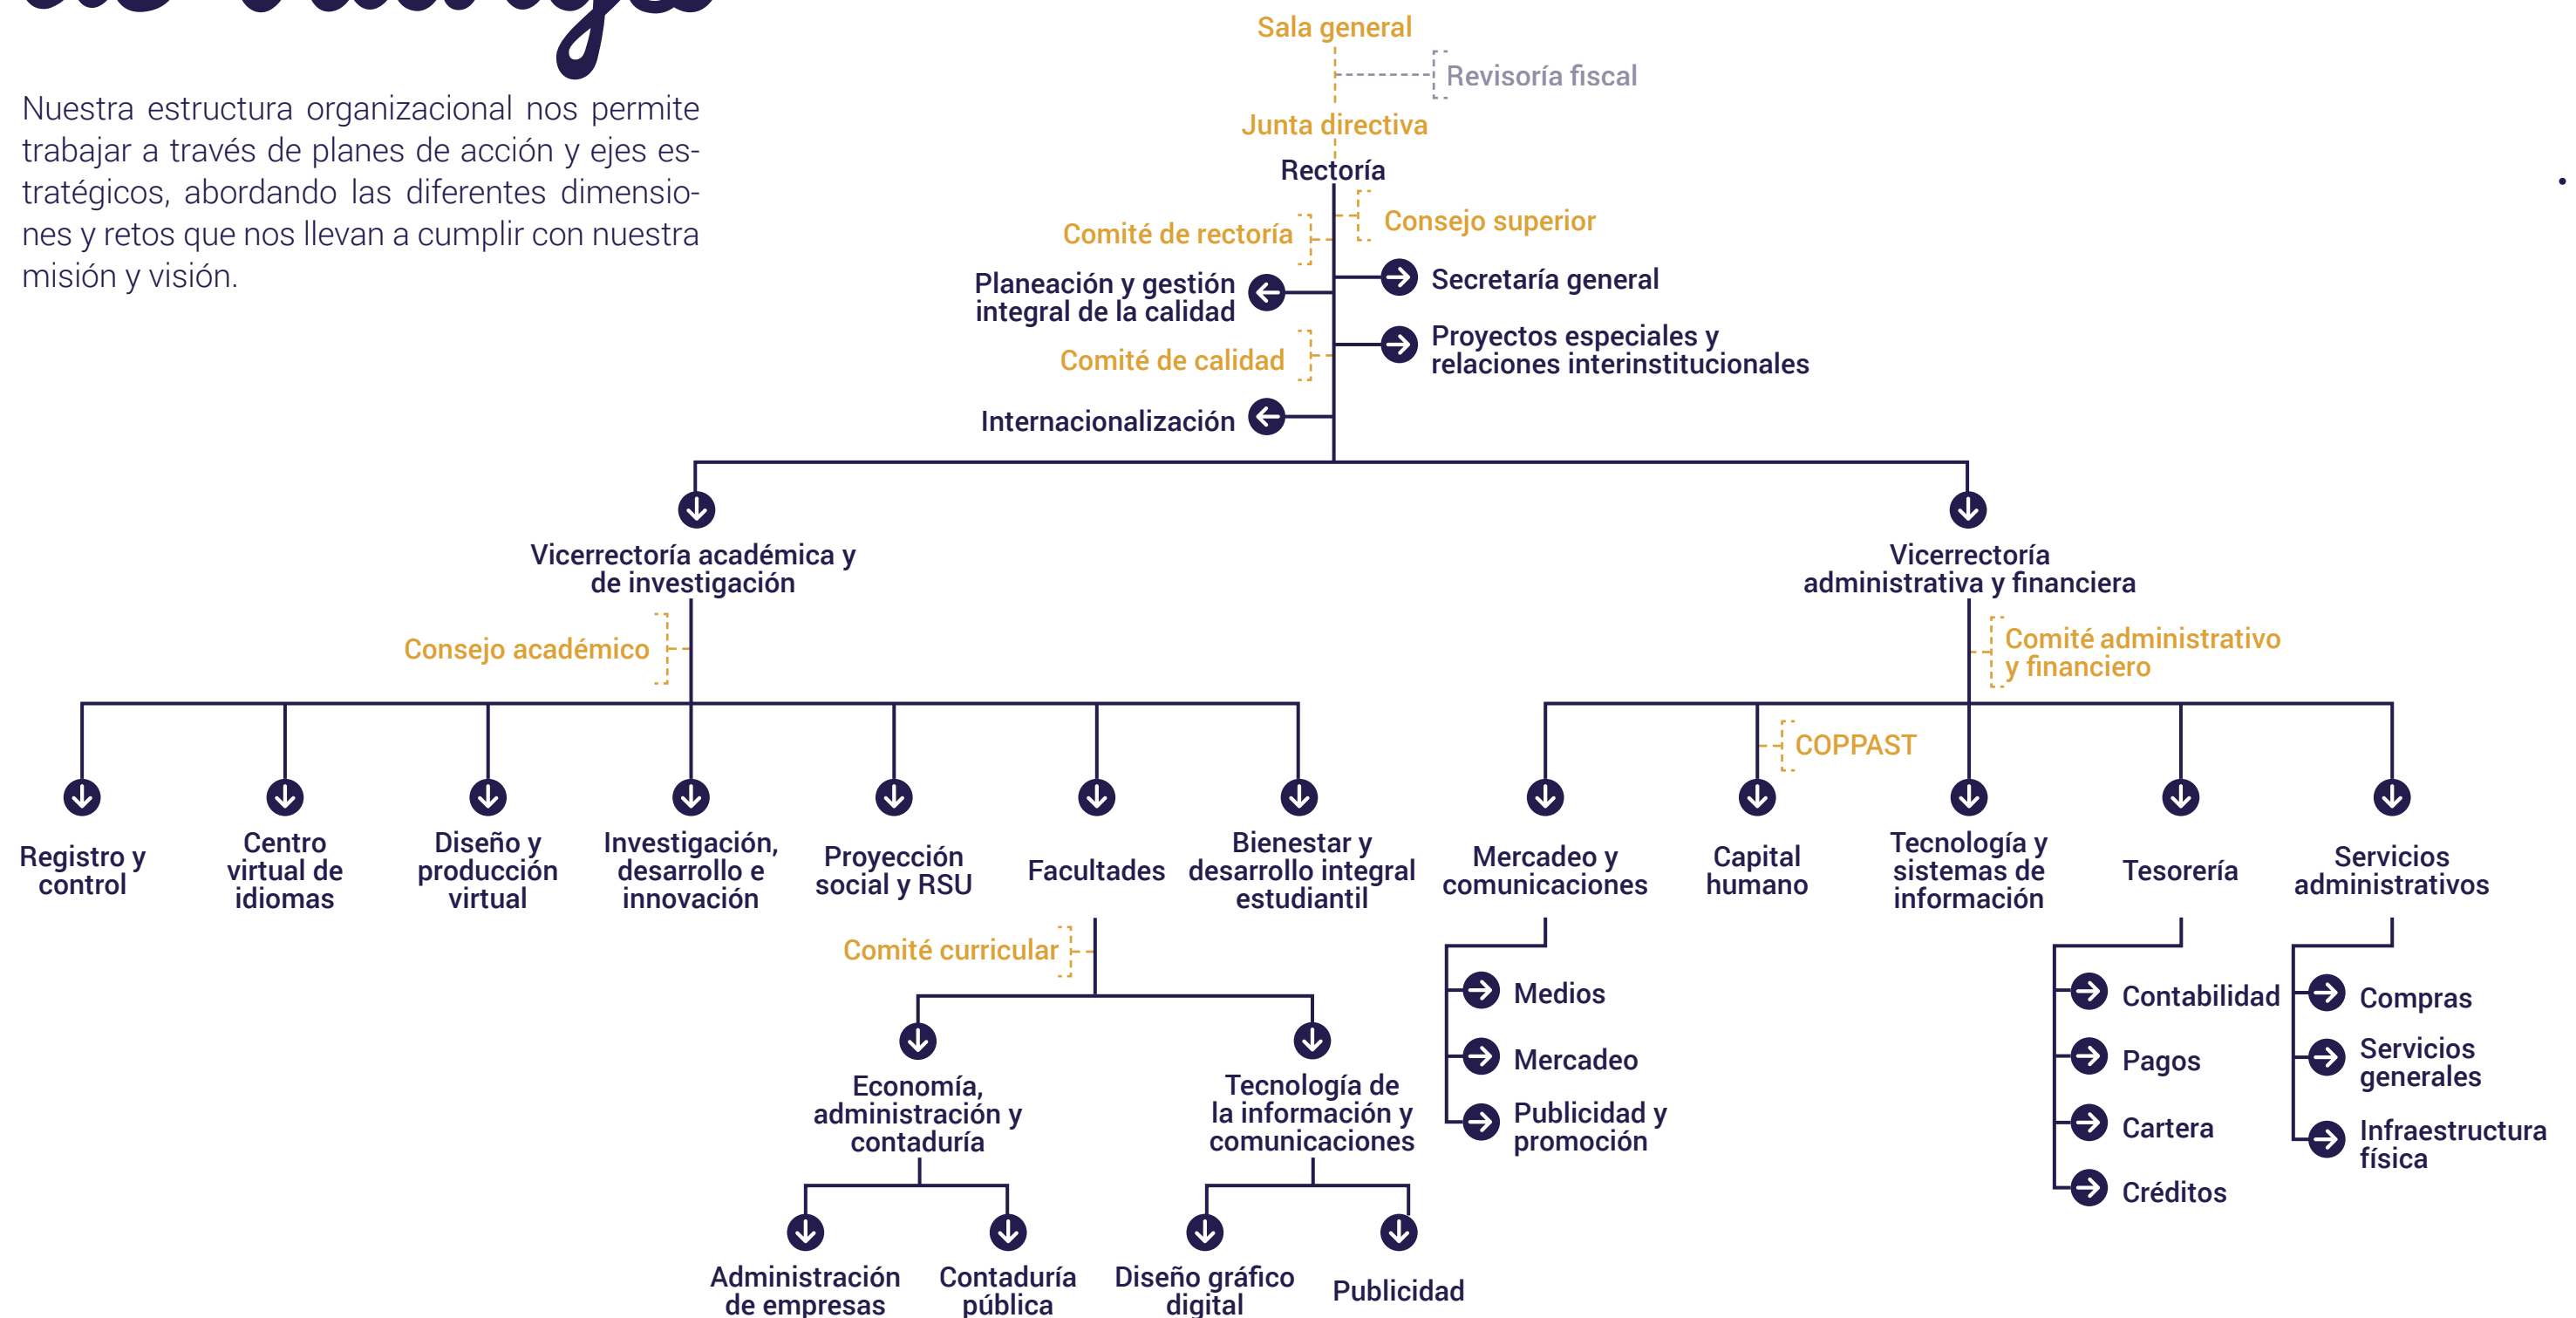 Nuestra estructura organizacional nos permite
trabajar a través de planes de acción y ejes es-
tratégicos, abordando las diferentes dimensio-
nes y retos que nos llevan a cumplir con nuestra
misión y visión.
Sala general
Revisoría fiscal
Junta directiva
Rectoría
Consejo superior
Comité de rectoría
Secretaría general
Planeación y gestión
integral de la calidad
Proyectos especiales y
relaciones interinstitucionales
Comité de calidad
Internacionalización
Vicerrectoría académica y
de investigación
Vicerrectoría
administrativa y financiera
Consejo académico
Comité administrativo
y financiero
COPPAST
Registro y
control
Centro
virtual de
idiomas
Diseño y
producción
virtual
Investigación,
desarrollo e
innovación
Proyección
social y RSU
Facultades
Bienestar y
desarrollo integral
estudiantil
Mercadeo y
comunicaciones
Capital
humano
Tecnología y
sistemas de
información
Tesorería
Servicios
administrativos
Comité curricular
Economía,
administración y
contaduría
Tecnología de
la información y
comunicaciones
Administración
de empresas
Contaduría
pública
Diseño gráfico
digital
Publicidad
Medios
Mercadeo
Publicidad y
promoción
Contabilidad
Pagos
Cartera
Créditos
Compras
Servicios
generales
Infraestructura
física